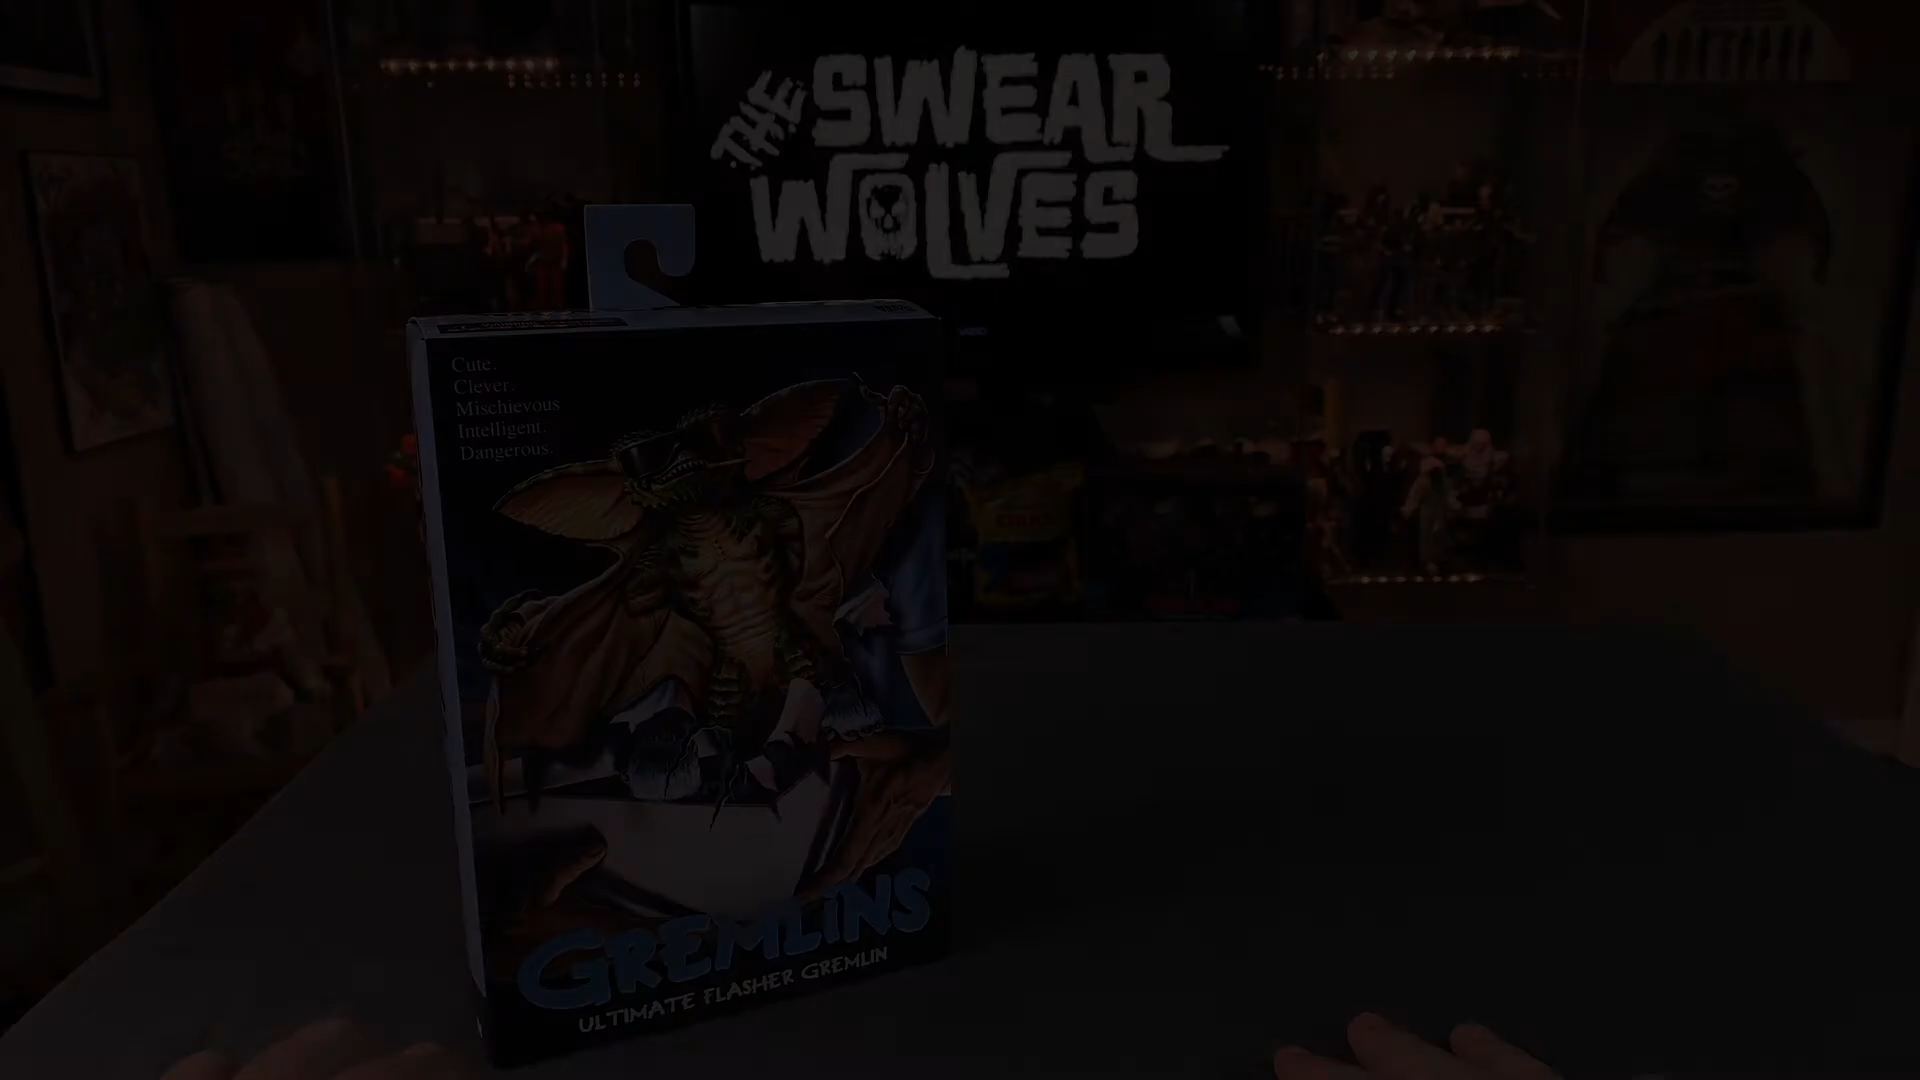 THE SWEAR
WOLVES
Cute.
Clever.
Mischievous
Intelligent.
Dangerous.
GREMLINS
ULTIMATE FLASHER GREMLIN